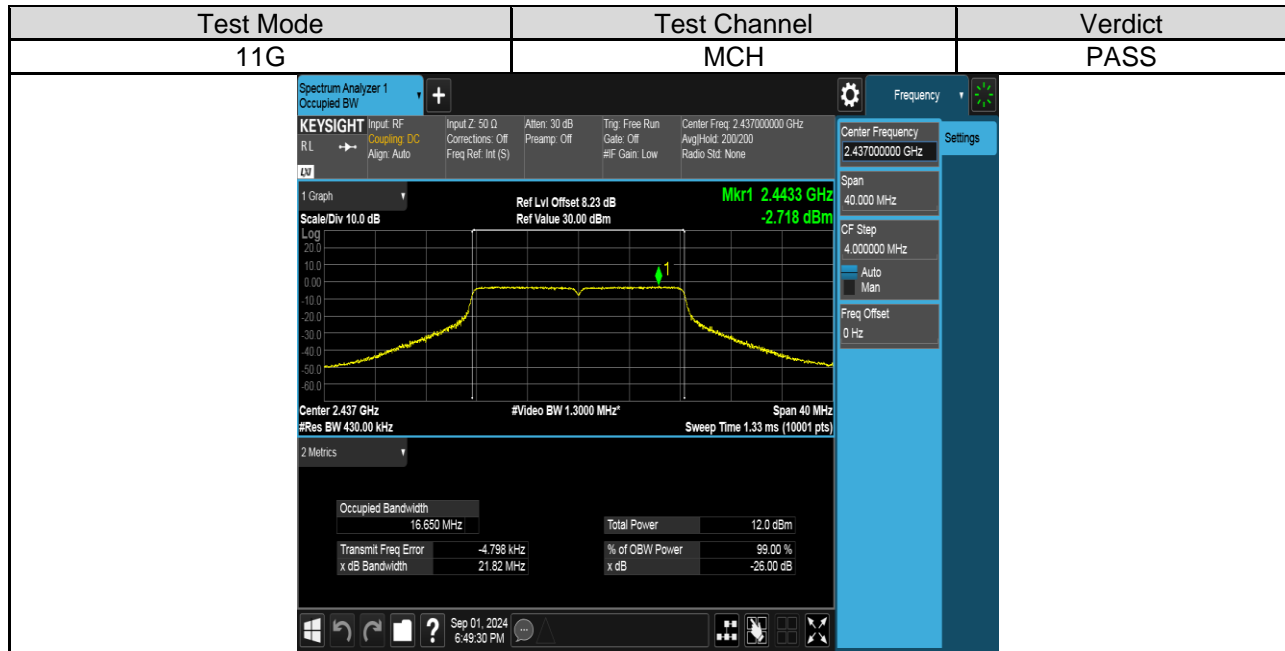 Test Mode Test Channel Verdict
11G MCH PASS
Spectrum Analyzer 1
Occupied BW
+
Frequency
KEYSIGHT Input: RF Input Z: 50 Ω Atten: 30 dB Trig: Free Run Center Freq: 2.437000000 GHz
RL Coupling: DC Corrections: Off Preamp: Off Gate: Off Avg|Hold: 200/200
Align: Auto Freq Ref: Int (S) #IF Gain: Low Radio Std: None
LXI
Center Frequency
2.437000000 GHz
Settings
Span
40.000 MHz
CF Step
4.000000 MHz
Auto
Man
Freq Offset
0 Hz
1 Graph
Ref Lvl Offset 8.23 dB
Mkr1 2.4433 GHz
Scale/Div 10.0 dB Ref Value 30.00 dBm -2.718 dBm
Log
20.0
10.0
1
0.00
-10.0
-20.0
-30.0
-40.0
-50.0
-60.0
Center 2.437 GHz #Video BW 1.3000 MHz* Span 40 MHz
#Res BW 430.00 kHz Sweep Time 1.33 ms (10001 pts)
2 Metrics
Occupied Bandwidth
16.650 MHz Total Power 12.0 dBm
Transmit Freq Error -4.798 kHz % of OBW Power 99.00 %
x dB Bandwidth 21.82 MHz x dB -26.00 dB
? Sep 01, 2024
6:49:30 PM